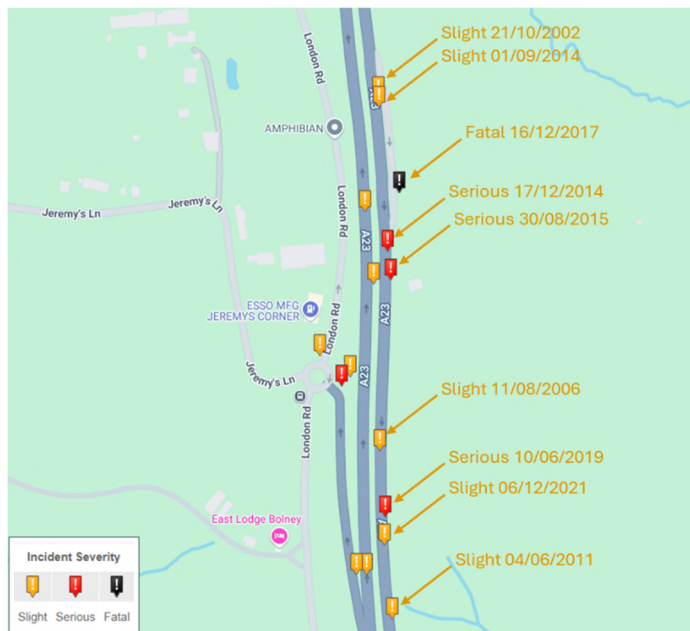 Slight 21/10/2002
Slight 01/09/2014
Fatal 16/12/2017
Serious 17/12/2014
Serious 30/08/2015
Slight 11/08/2006
Serious 10/06/2019
Slight 06/12/2021
Slight 04/06/2011
London Rd
A23
AMPHIBIAN
Jeremy's Ln
Jeremy's Ln
London Rd
A23
A23
ESSO MFG
JEREMYS CORNER
London Rd
Jeremy's Ln
A23
London Rd
East Lodge Bolney
Incident Severity
Slight Serious Fatal